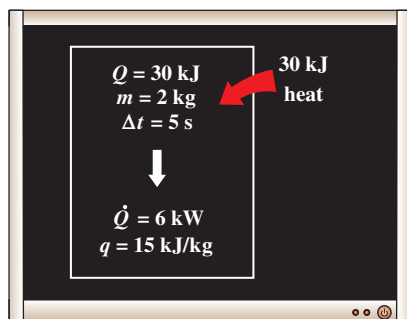 Q = 30 kJ
m = 2 kg
Δt = 5 s
30 kJ
heat
Q̇ = 6 kW
q = 15 kJ/kg